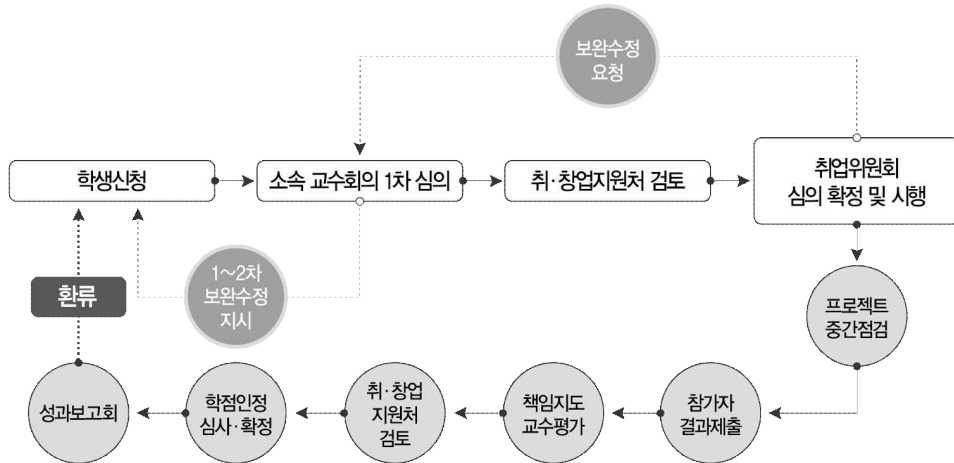 보완수정
요청
학생신청
소속 교수회의 1차 심의
취·창업지원처 검토
취업위원회
심의 확정 및 시행
1~2차
보완수정
지시
환류
프로젝트
중간점검
성과보고회
학점인정
심사·확정
취·창업
지원처
검토
책임지도
교수평가
참가자
결과제출